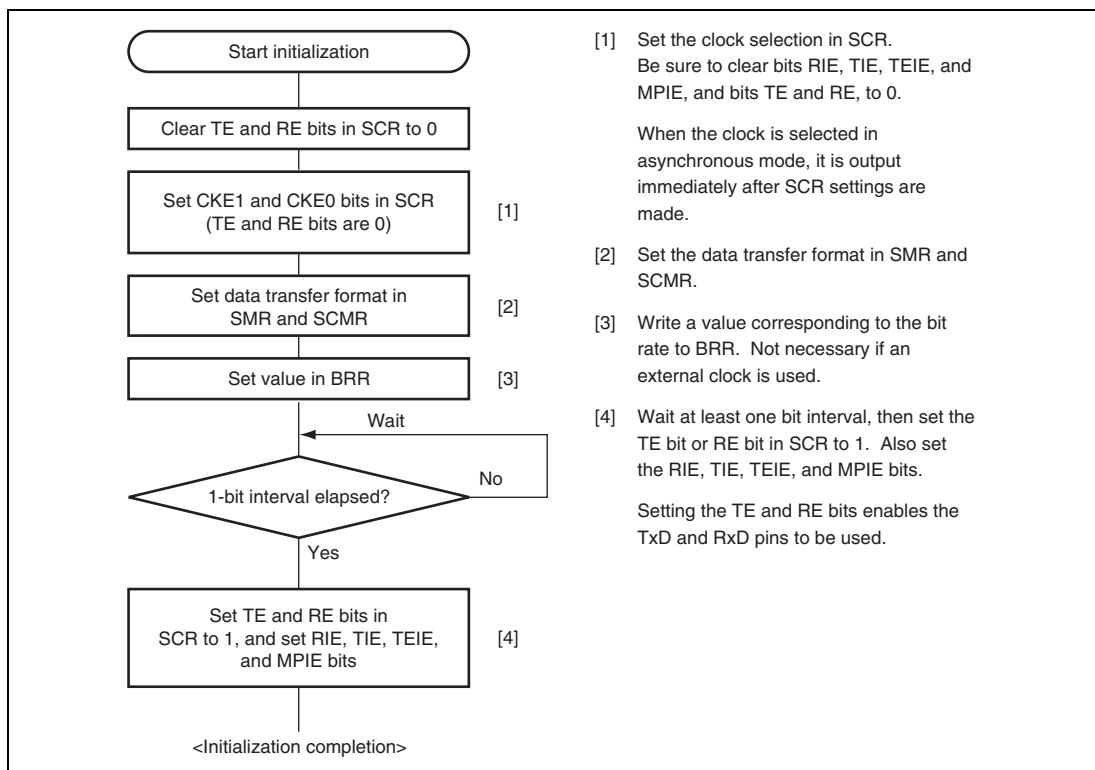 Start initialization
Clear TE and RE bits in SCR to 0
Set CKE1 and CKE0 bits in SCR
(TE and RE bits are 0)
[1]
Set data transfer format in
SMR and SCMR
[2]
Set value in BRR
[3]
Wait
1-bit interval elapsed?
No
Yes
Set TE and RE bits in
SCR to 1, and set RIE, TIE, TEIE,
and MPIE bits
[4]
<Initialization completion>
[1] Set the clock selection in SCR.
Be sure to clear bits RIE, TIE, TEIE, and
MPIE, and bits TE and RE, to 0.
When the clock is selected in
asynchronous mode, it is output
immediately after SCR settings are
made.
[2] Set the data transfer format in SMR and
SCMR.
[3] Write a value corresponding to the bit
rate to BRR. Not necessary if an
external clock is used.
[4] Wait at least one bit interval, then set the
TE bit or RE bit in SCR to 1. Also set
the RIE, TIE, TEIE, and MPIE bits.
Setting the TE and RE bits enables the
TxD and RxD pins to be used.